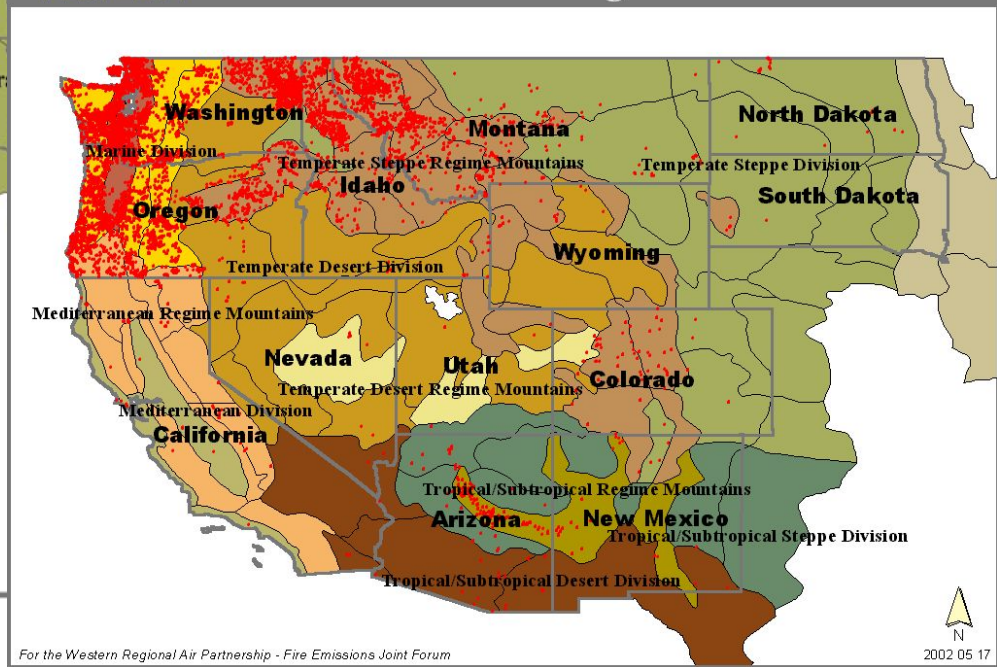 Washington
Montana
North Dakota
Marine Division
Temperate Steppe Regime Mountains
Temperate Steppe Division
Idaho
South Dakota
Oregon
Wyoming
Temperate Desert Division
Mediterranean Regime Mountains
Nevada
Utah
Colorado
Temperate Desert Regime Mountains
Mediterranean Division
California
Tropical/Subtropical Regime Mountains
Arizona
New Mexico
Tropical/Subtropical Steppe Division
Tropical/Subtropical Desert Division
N
For the Western Regional Air Partnership - Fire Emissions Joint Forum
2002 05 17